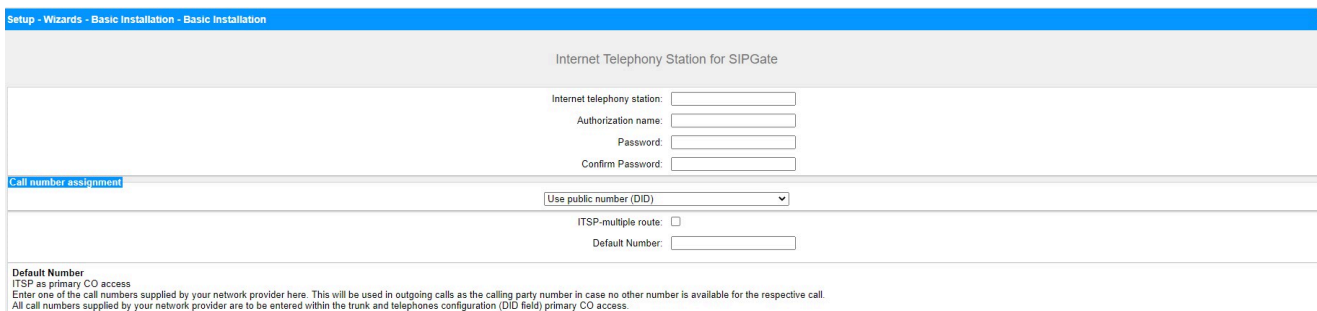 Setup - Wizards - Basic Installation - Basic Installation
Internet Telephony Station for SIPGate
Internet telephony station:
Authorization name:
Password:
Confirm Password:
Call number assignment
Use public number (DID)
ITSP-multiple route:
Default Number:
Default Number
ITSP as primary CO access
Enter one of the call numbers supplied by your network provider here. This will be used in outgoing calls as the calling party number in case no other number is available for the respective call.
All call numbers supplied by your network provider are to be entered within the trunk and telephones configuration (DID field) primary CO access.